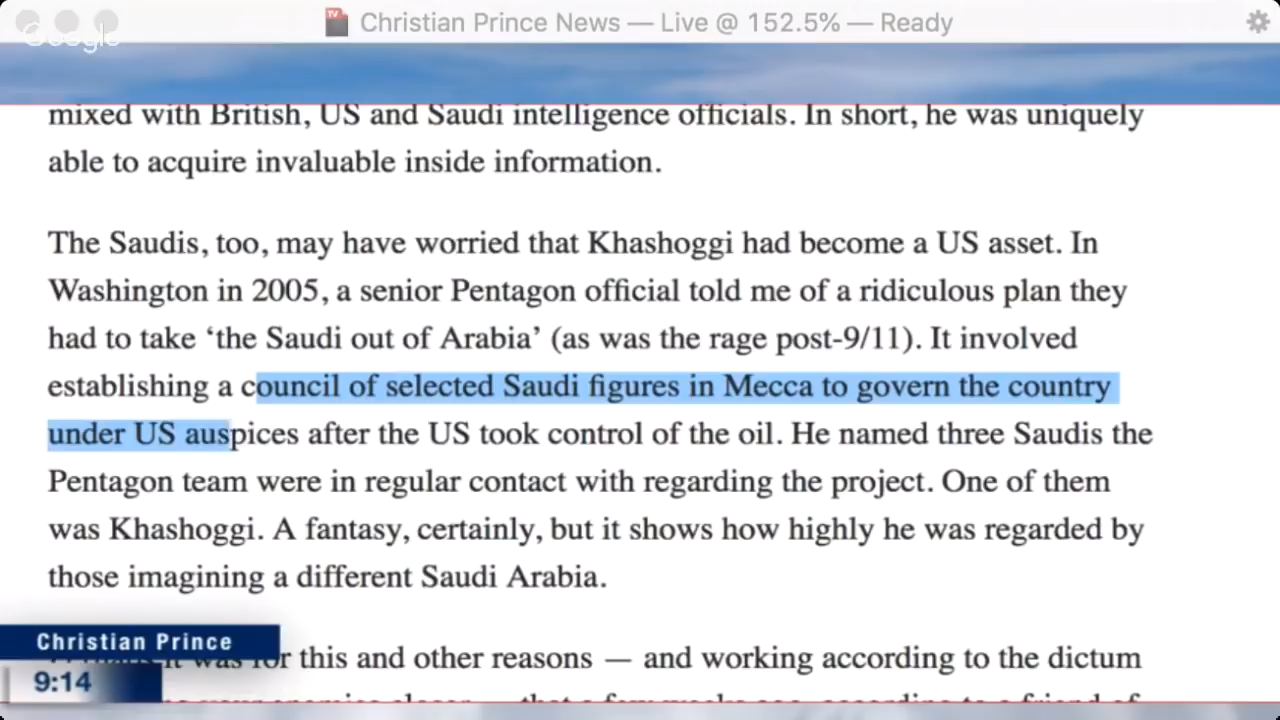 Christian Prince News — Live @ 152.5% — Ready
Google
mixed with British, US and Saudi intelligence officials. In short, he was uniquely
able to acquire invaluable inside information.
The Saudis, too, may have worried that Khashoggi had become a US asset. In
Washington in 2005, a senior Pentagon official told me of a ridiculous plan they
had to take ‘the Saudi out of Arabia’ (as was the rage post-9/11). It involved
establishing a council of selected Saudi figures in Mecca to govern the country
under US auspices after the US took control of the oil. He named three Saudis the
Pentagon team were in regular contact with regarding the project. One of them
was Khashoggi. A fantasy, certainly, but it shows how highly he was regarded by
those imagining a different Saudi Arabia.
Christian Prince
it was for this and other reasons — and working according to the dictum
9:14